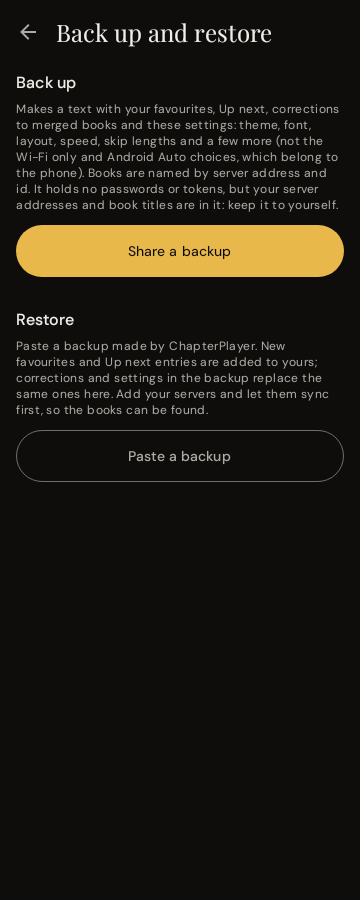 Back up and restore
Back up
Makes a text with your favourites, Up next, corrections
to merged books and these settings: theme, font,
layout, speed, skip lengths and a few more (not the
Wi-Fi only and Android Auto choices, which belong to
the phone). Books are named by server address and
id. It holds no passwords or tokens, but your server
addresses and book titles are in it: keep it to yourself.
Share a backup
Restore
Paste a backup made by ChapterPlayer. New
favourites and Up next entries are added to yours;
corrections and settings in the backup replace the
same ones here. Add your servers and let them sync
first, so the books can be found.
Paste a backup